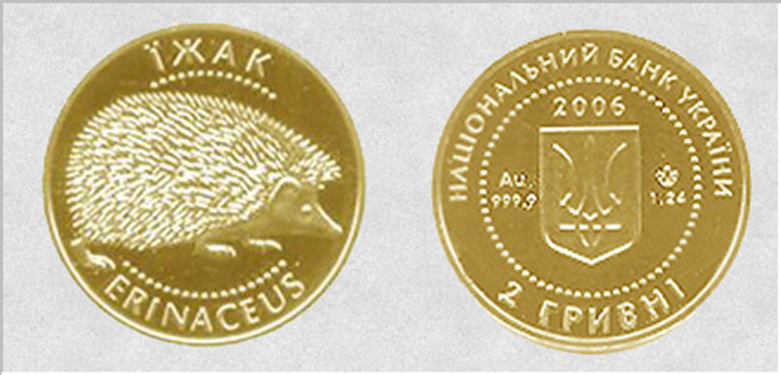 ЇЖАК
ERINACEUS
НАЦІОНАЛЬНИЙ БАНК УКРАЇНИ
2006
AU,
999,9
1,24
2 ГРИВНІ